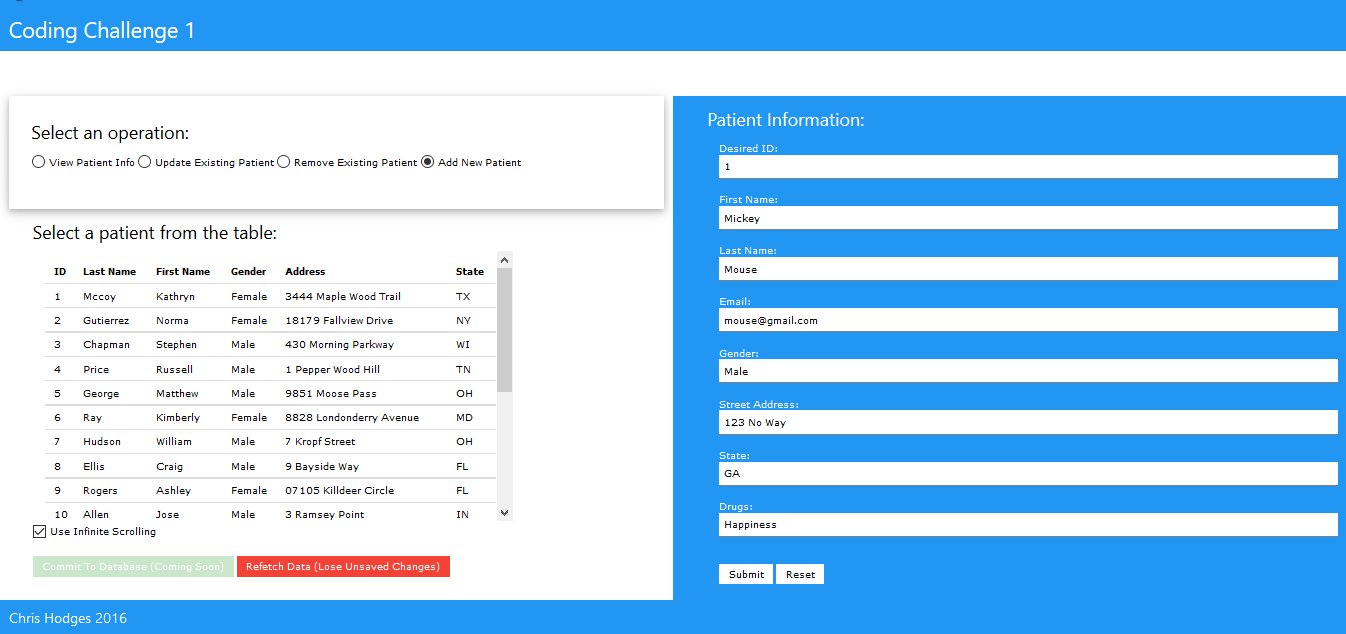 Coding Challenge 1
Select an operation:
View Patient Info Update Existing Patient Remove Existing Patient Add New Patient
Select a patient from the table:
ID Last Name First Name Gender Address State
1 Mccoy Kathryn Female 3444 Maple Wood Trail TX
2 Gutierrez Norma Female 18179 Fallview Drive NY
3 Chapman Stephen Male 430 Morning Parkway WI
4 Price Russell Male 1 Pepper Wood Hill TN
5 George Matthew Male 9851 Moose Pass OH
6 Ray Kimberly Female 8828 Londonderry Avenue MD
7 Hudson William Male 7 Kropf Street OH
8 Ellis Craig Male 9 Bayside Way FL
9 Rogers Ashley Female 07105 Killdeer Circle FL
10 Allen Jose Male 3 Ramsey Point IN
Use Infinite Scrolling
Commit To Database (Coming Soon) Refetch Data (Lose Unsaved Changes)
Patient Information:
Desired ID:
1
First Name:
Mickey
Last Name:
Mouse
Email:
mouse@gmail.com
Gender:
Male
Street Address:
123 No Way
State:
GA
Drugs:
Happiness
Submit Reset
Chris Hodges 2016